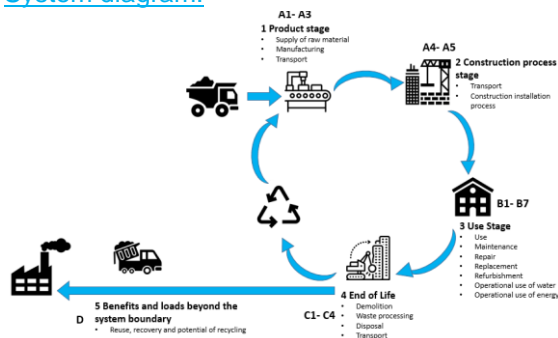 System diagram:
A1- A3
1 Product stage
• Supply of raw material
• Manufacturing
• Transport
A4- A5
2 Construction process
stage
• Transport
• Construction installation
process
B1- B7
3 Use Stage
• Use
• Maintenance
• Repair
• Replacement
• Refurbishment
• Operational use of water
• Operational use of energy
4 End of Life
C1- C4
• Demolition
• Waste processing
• Disposal
• Transport
5 Benefits and loads beyond the
system boundary
D
• Reuse, recovery and potential of recycling